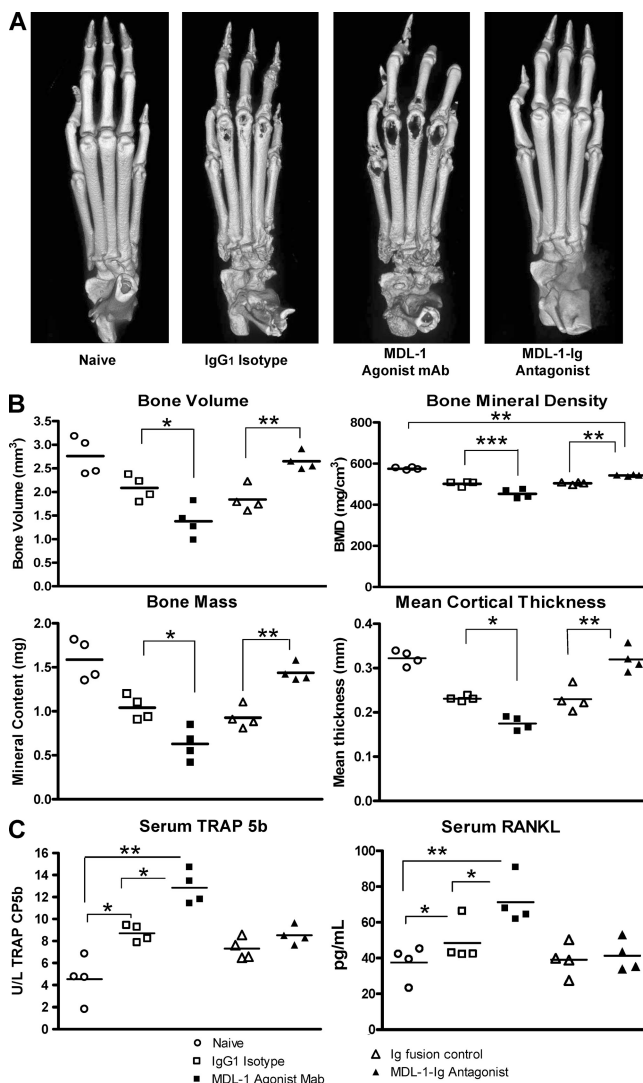 A
Naive
IgG1 Isotype
MDL-1
Agonist mAb
MDL-1-Ig
Antagonist
B
Bone Volume
Bone Volume (mm3)
3.5
3.0
2.5
2.0
1.5
1.0
0.5
0.0
*
**
Bone Mineral Density
BMD (mg/cm3)
800
600
400
200
0
**
***
**
Bone Mass
Mineral Content (mg)
2.0
1.5
1.0
0.5
0.0
*
**
Mean Cortical Thickness
Mean thickness (mm)
0.4
0.3
0.2
0.1
0.0
*
**
C
Serum TRAP 5b
U/L TRAP CP5b
16
14
12
10
8
6
4
2
0
**
*
*
Serum RANKL
pg/mL
100
80
60
40
20
0
**
*
*
Naive
IgG1 Isotype
MDL-1 Agonist Mab
Ig fusion control
MDL-1-Ig Antagonist